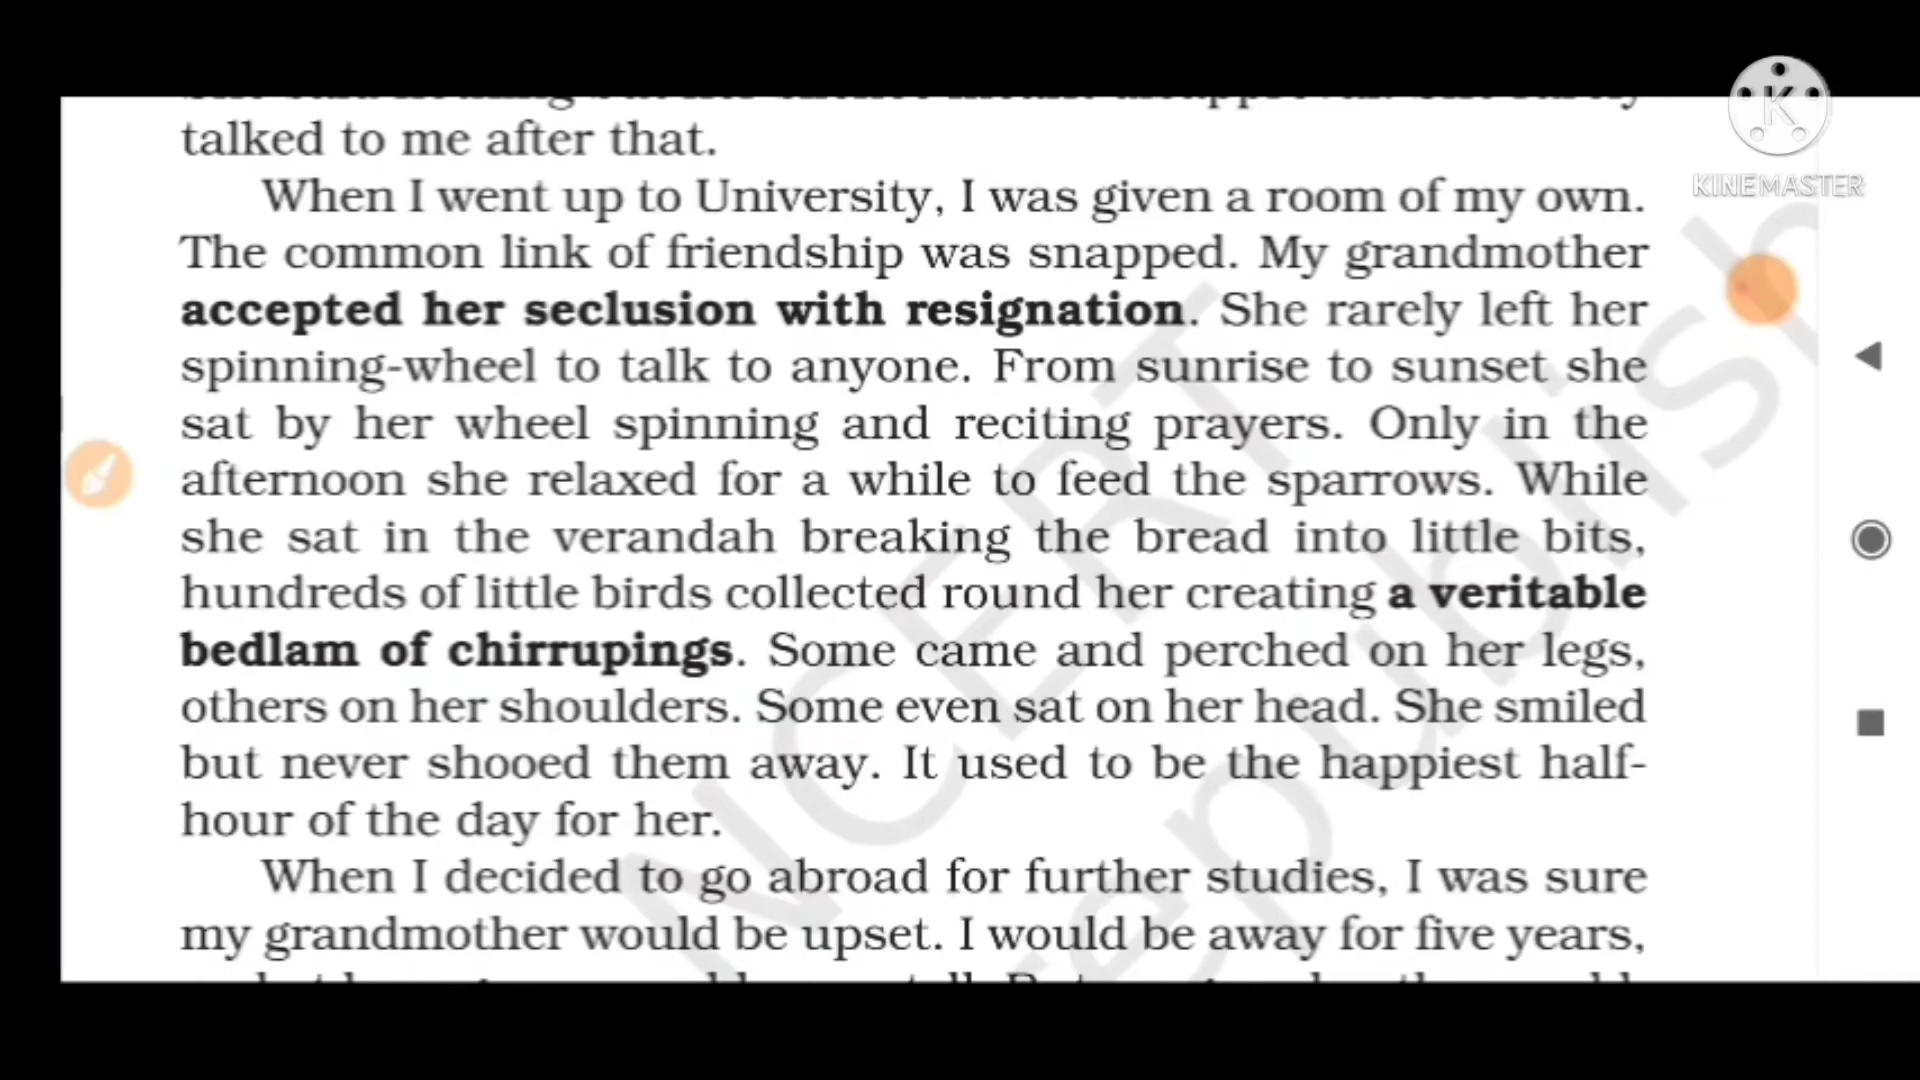 talked to me after that.
When I went up to University, I was given a room of my own.
The common link of friendship was snapped. My grandmother
accepted her seclusion with resignation. She rarely left her
spinning-wheel to talk to anyone. From sunrise to sunset she
sat by her wheel spinning and reciting prayers. Only in the
afternoon she relaxed for a while to feed the sparrows. While
she sat in the verandah breaking the bread into little bits,
hundreds of little birds collected round her creating a veritable
bedlam of chirrupings. Some came and perched on her legs,
others on her shoulders. Some even sat on her head. She smiled
but never shooed them away. It used to be the happiest half-
hour of the day for her.
When I decided to go abroad for further studies, I was sure
my grandmother would be upset. I would be away for five years,
K
KINEMASTER
NCERT
republish